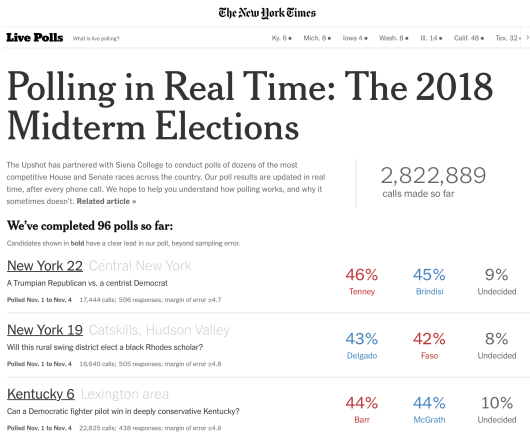 The New York Times
Live Polls What is live polling? Ky. 6 Mich. 8 Iowa 4 Wash. 8 Ill. 14 Calif. 48 Tex. 32
Polling in Real Time: The 2018
Midterm Elections
The Upshot has partnered with Siena College to conduct polls of dozens of the most
competitive House and Senate races across the country. Our poll results are updated in real
time, after every phone call. We hope to help you understand how polling works, and why it
sometimes doesn't. Related article »
2,822,889
calls made so far
We've completed 96 polls so far:
Candidates shown in bold have a clear lead in our poll, beyond sampling error.
New York 22 Central New York
A Trumpian Republican vs. a centrist Democrat
Polled Nov. 1 to Nov. 4 17,444 calls; 506 responses; margin of error ±4.7
46% 45% 9%
Tenney Brindisi Undecided
New York 19 Catskills, Hudson Valley
Will this rural swing district elect a black Rhodes scholar?
Polled Nov. 1 to Nov. 4 16,640 calls; 505 responses; margin of error ±4.8
43% 42% 8%
Delgado Faso Undecided
Kentucky 6 Lexington area
Can a Democratic fighter pilot win in deeply conservative Kentucky?
Polled Nov. 1 to Nov. 4 22,825 calls; 438 responses; margin of error ±4.9
44% 44% 10%
Barr McGrath Undecided